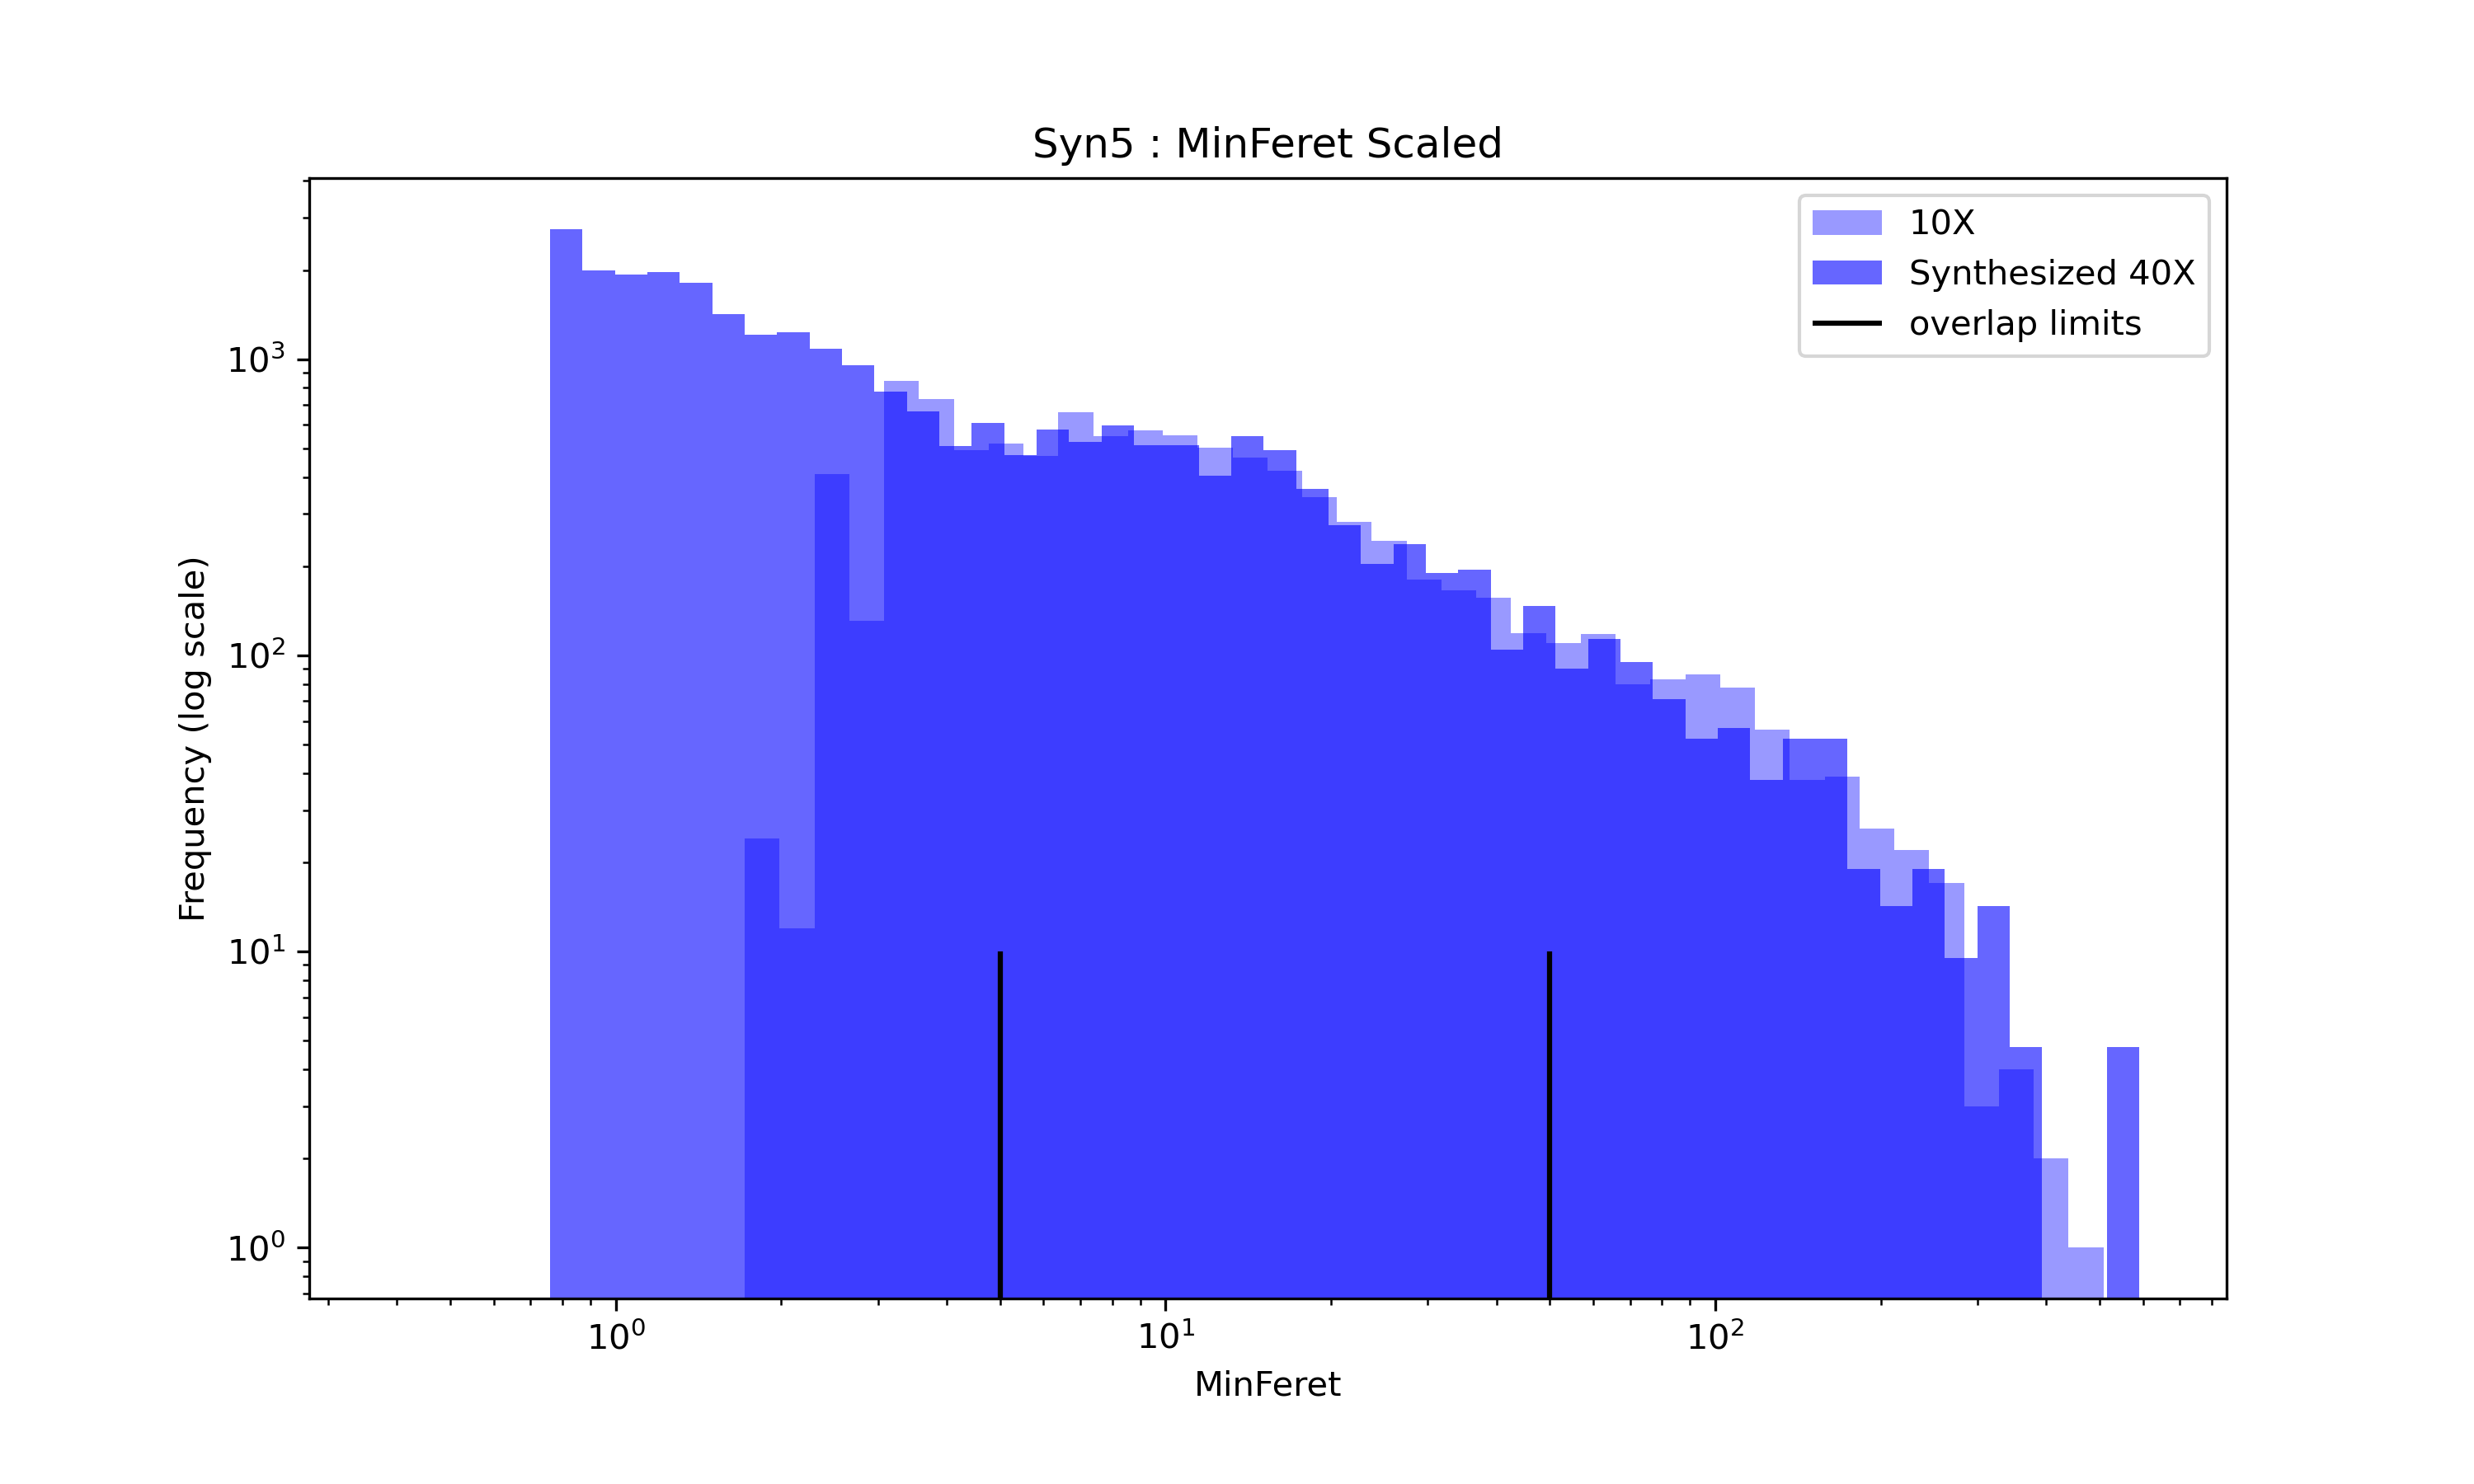 Syn5 : MinFeret Scaled
10X
Synthesized 40X
overlap limits
Frequency (log scale)
10³
10²
10¹
10⁰
10⁰ 10¹ 10²
MinFeret